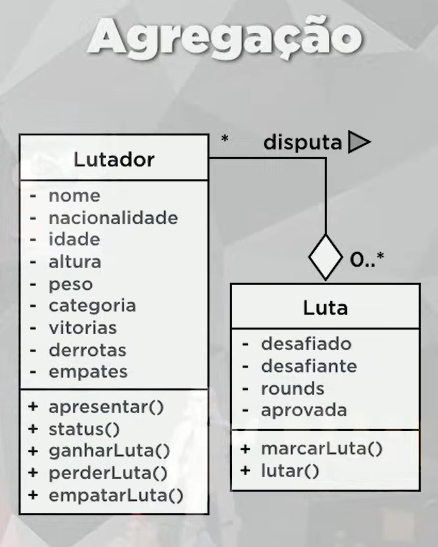 Agregação
* disputa
Lutador
- nome
- nacionalidade
- idade
- altura
- peso
- categoria
- vitorias
- derrotas
- empates
+ apresentar()
+ status()
+ ganharLuta()
+ perderLuta()
+ empatarLuta()
0..*
Luta
- desafiado
- desafiante
- rounds
- aprovada
+ marcarLuta()
+ lutar()